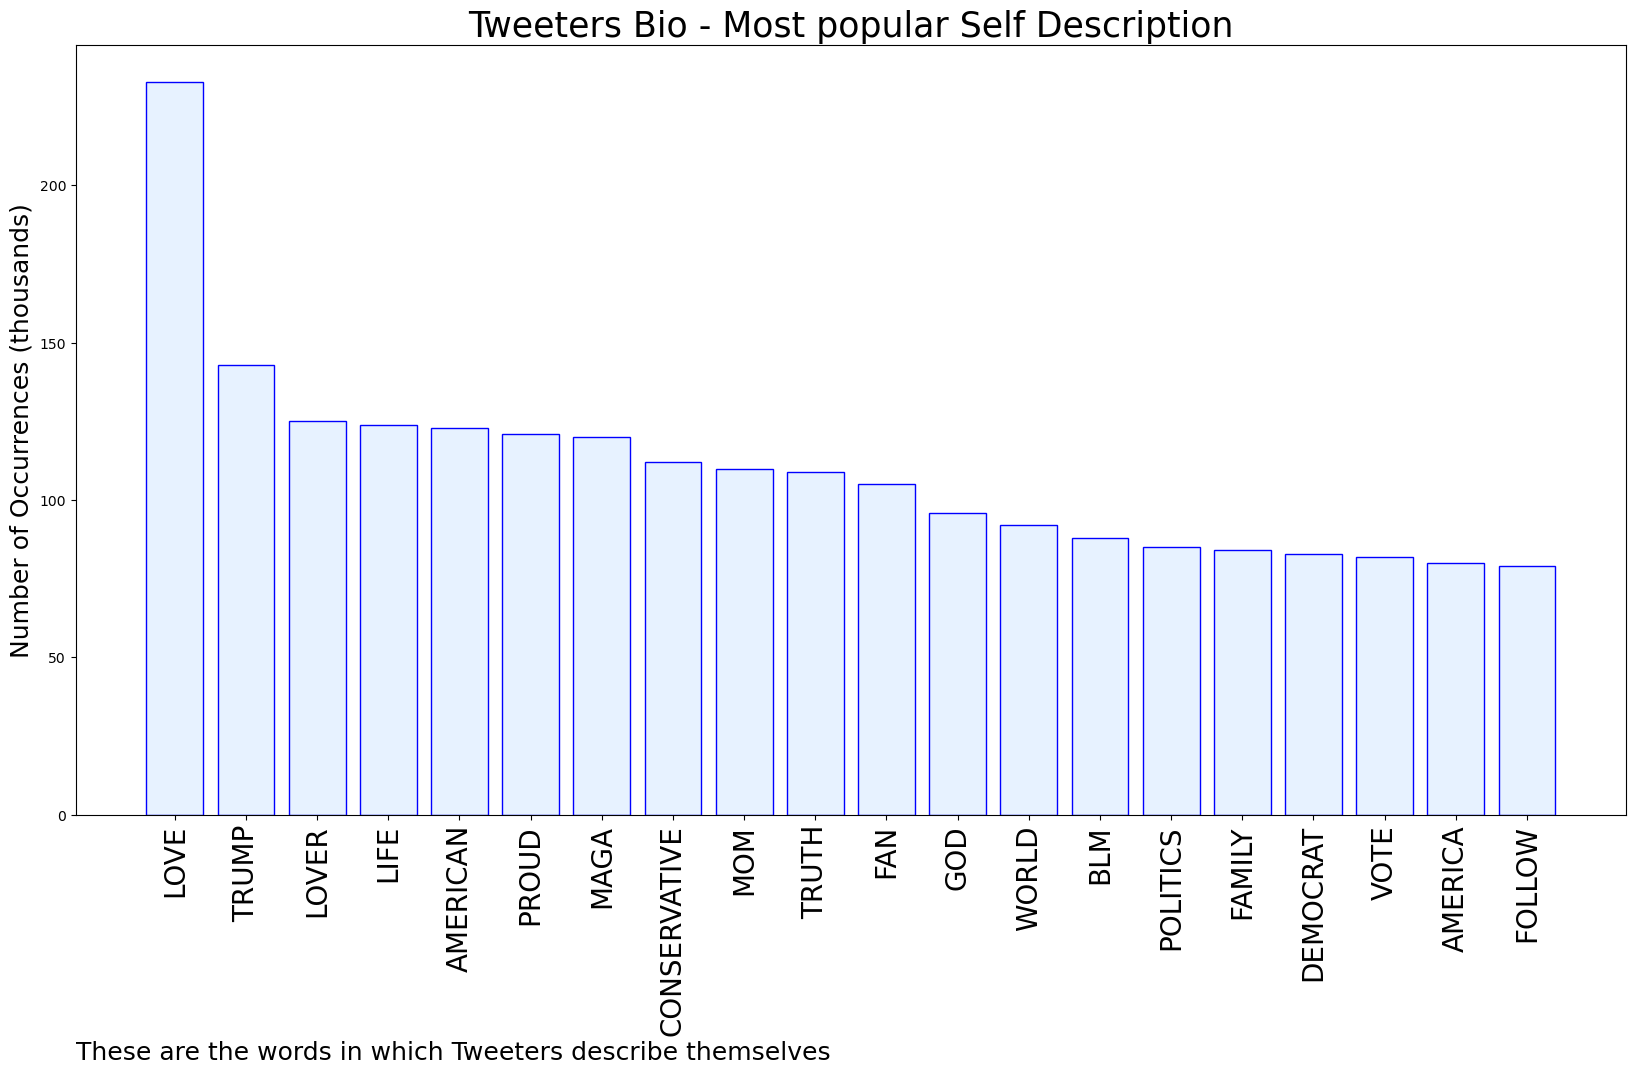 Tweeters Bio - Most popular Self Description
Number of Occurrences (thousands)
200
150
100
50
0
LOVE
TRUMP
LOVER
LIFE
AMERICAN
PROUD
MAGA
CONSERVATIVE
MOM
TRUTH
FAN
GOD
WORLD
BLM
POLITICS
FAMILY
DEMOCRAT
VOTE
AMERICA
FOLLOW
These are the words in which Tweeters describe themselves